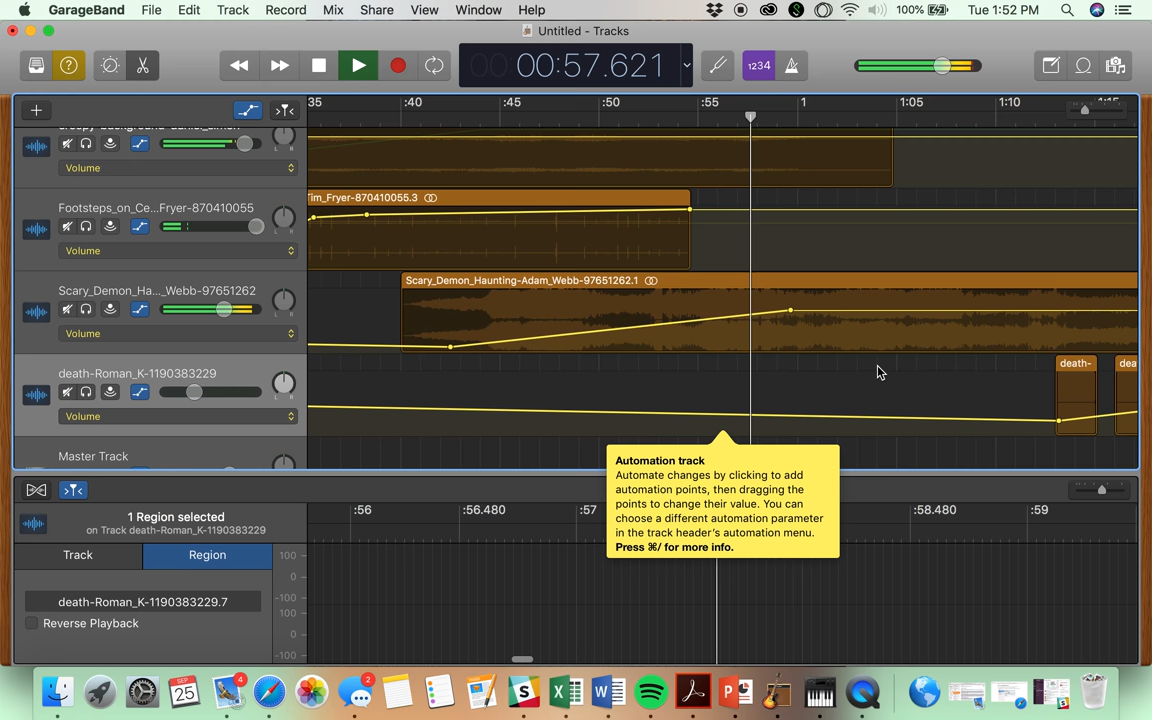 GarageBand File Edit Track Record Mix Share View Window Help 100% Tue 1:52 PM
Untitled - Tracks
00:57.621 1234
35 :40 :45 :50 :55 1 1:05 1:10 1:15
Volume
Footsteps_on_Ce...Fryer-870410055
Tim_Fryer-870410055.3
Volume
Scary_Demon_Ha..._Webb-97651262
Scary_Demon_Haunting-Adam_Webb-97651262.1
Volume
death-Roman_K-1190383229
death- dea
Volume
Master Track
Automation track
Automate changes by clicking to add
automation points, then dragging the
points to change their value. You can
choose a different automation parameter
in the track header's automation menu.
Press ⌘/ for more info.
1 Region selected
on Track death-Roman_K-1190383229
:56 :56.480 :57 :58.480 :59
Track Region
death-Roman_K-1190383229.7
Reverse Playback
100
0
-100
100
0
-100
SEP
25
4
2